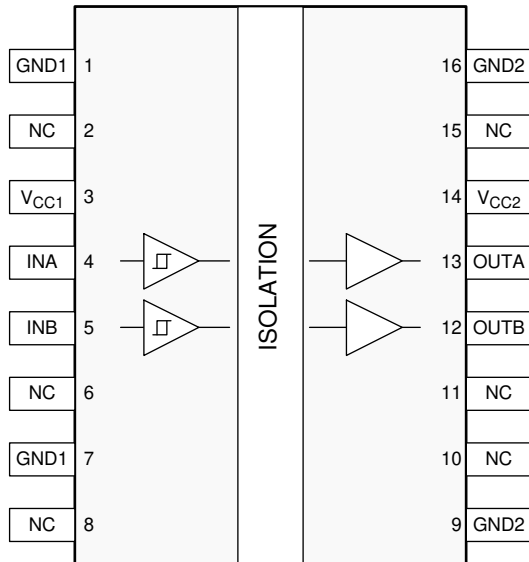 GND1 1 16 GND2
NC 2 15 NC
VCC1 3 14 VCC2
INA 4 13 OUTA
INB 5 12 OUTB
NC 6 11 NC
GND1 7 10 NC
NC 8 9 GND2
ISOLATION